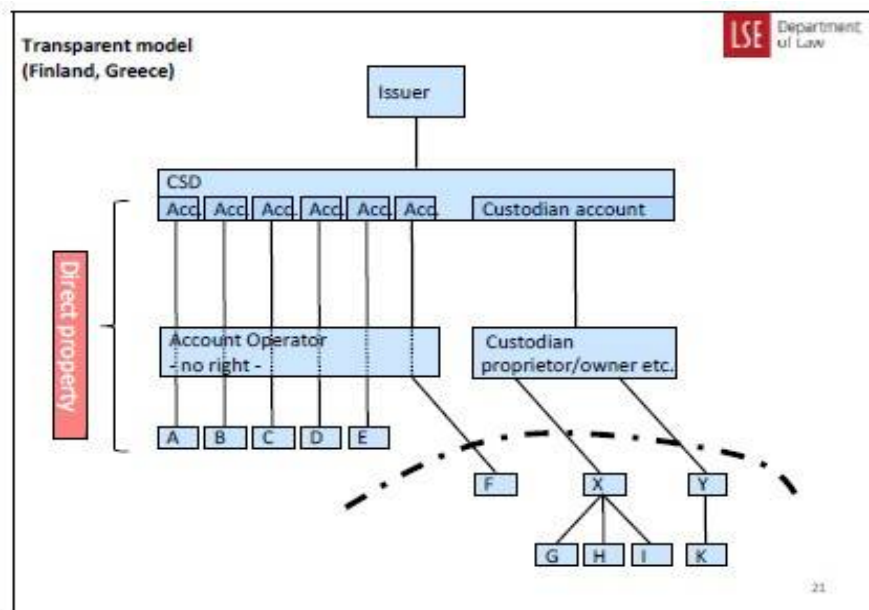 Transparent model
(Finland, Greece)
LSE Department
of Law
Issuer
CSD
Acc. Acc. Acc. Acc. Acc. Acc. Custodian account
Direct property
Account Operator
- no right -
Custodian
proprietor/owner etc.
A B C D E
F X Y
G H I K
21